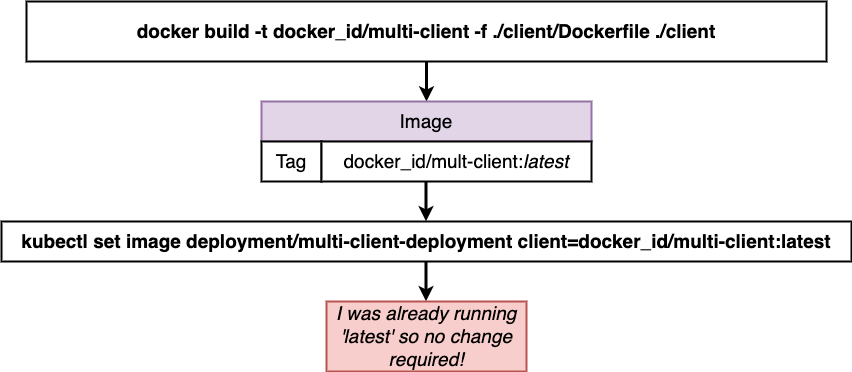 docker build -t docker_id/multi-client -f ./client/Dockerfile ./client
Image
Tag
docker_id/mult-client:latest
kubectl set image deployment/multi-client-deployment client=docker_id/multi-client:latest
I was already running
'latest' so no change
required!